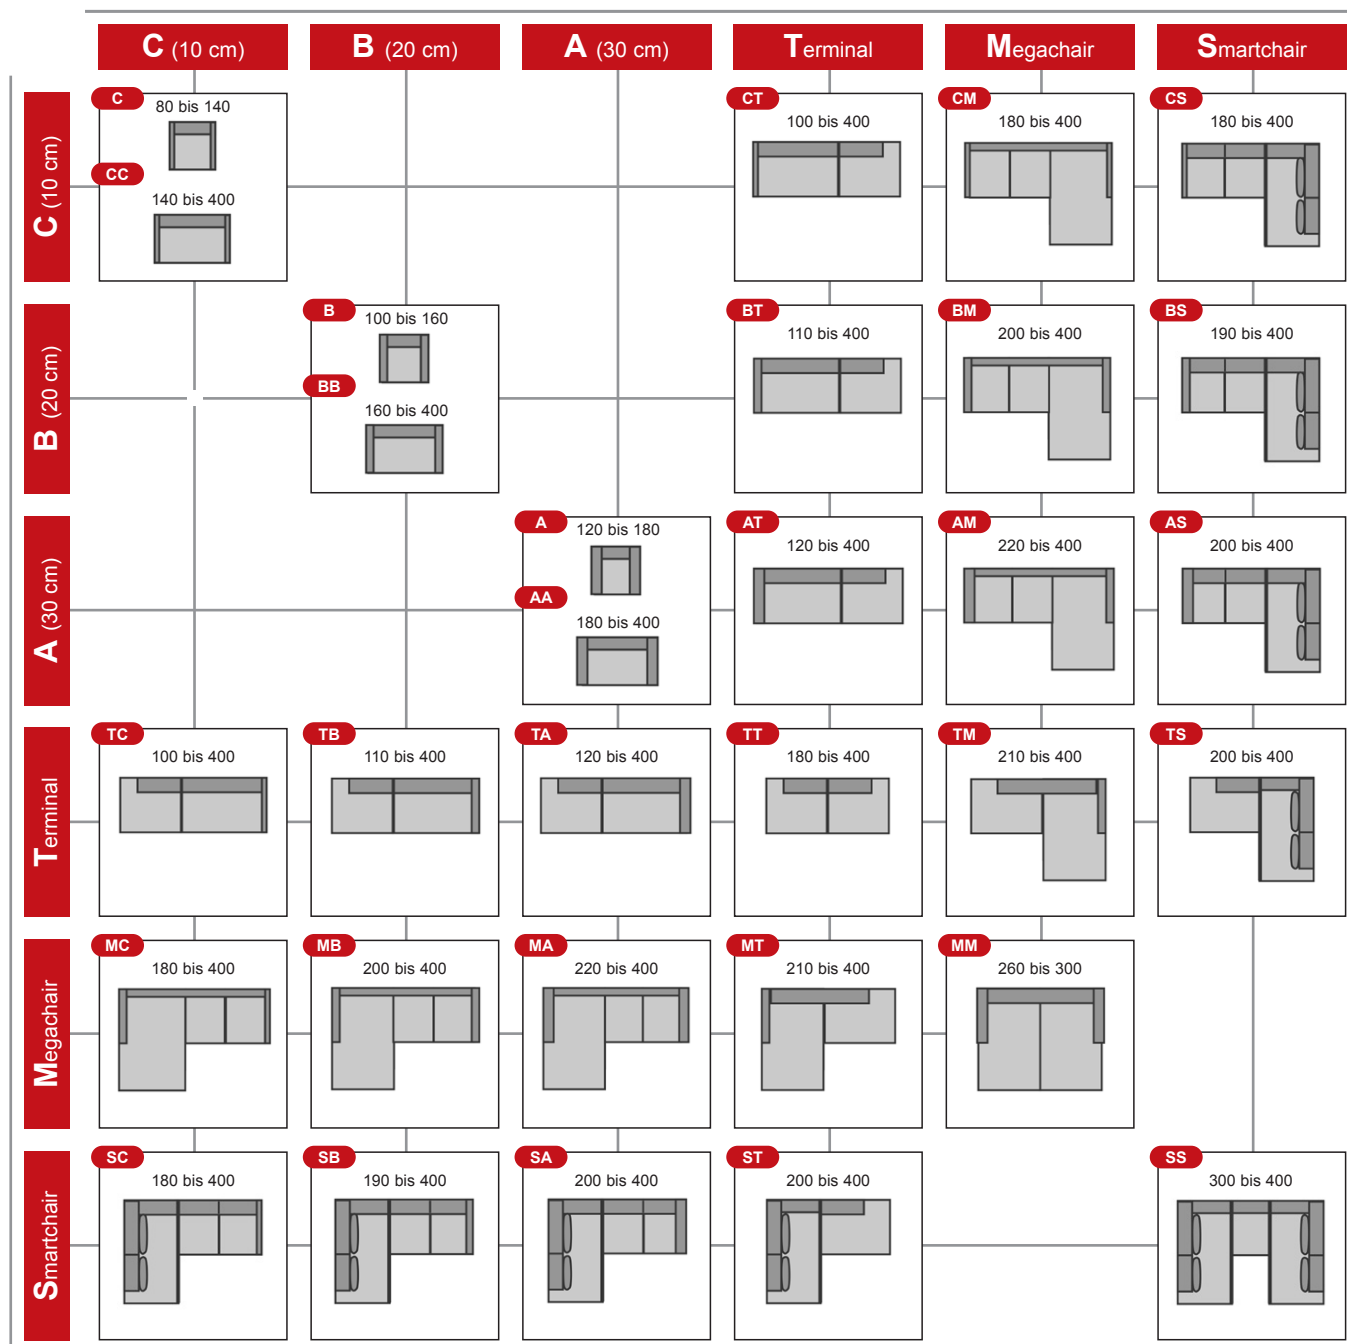 C (10 cm)
B (20 cm)
A (30 cm)
Terminal
Megachair
Smartchair
C (10 cm)
C
80 bis 140
CC
140 bis 400
CT
100 bis 400
CM
180 bis 400
CS
180 bis 400
B (20 cm)
B
100 bis 160
BB
160 bis 400
BT
110 bis 400
BM
200 bis 400
BS
190 bis 400
A (30 cm)
A
120 bis 180
AA
180 bis 400
AT
120 bis 400
AM
220 bis 400
AS
200 bis 400
Terminal
TC
100 bis 400
TB
110 bis 400
TA
120 bis 400
TT
180 bis 400
TM
210 bis 400
TS
200 bis 400
Megachair
MC
180 bis 400
MB
200 bis 400
MA
220 bis 400
MT
210 bis 400
MM
260 bis 300
Smartchair
SC
180 bis 400
SB
190 bis 400
SA
200 bis 400
ST
200 bis 400
SS
300 bis 400